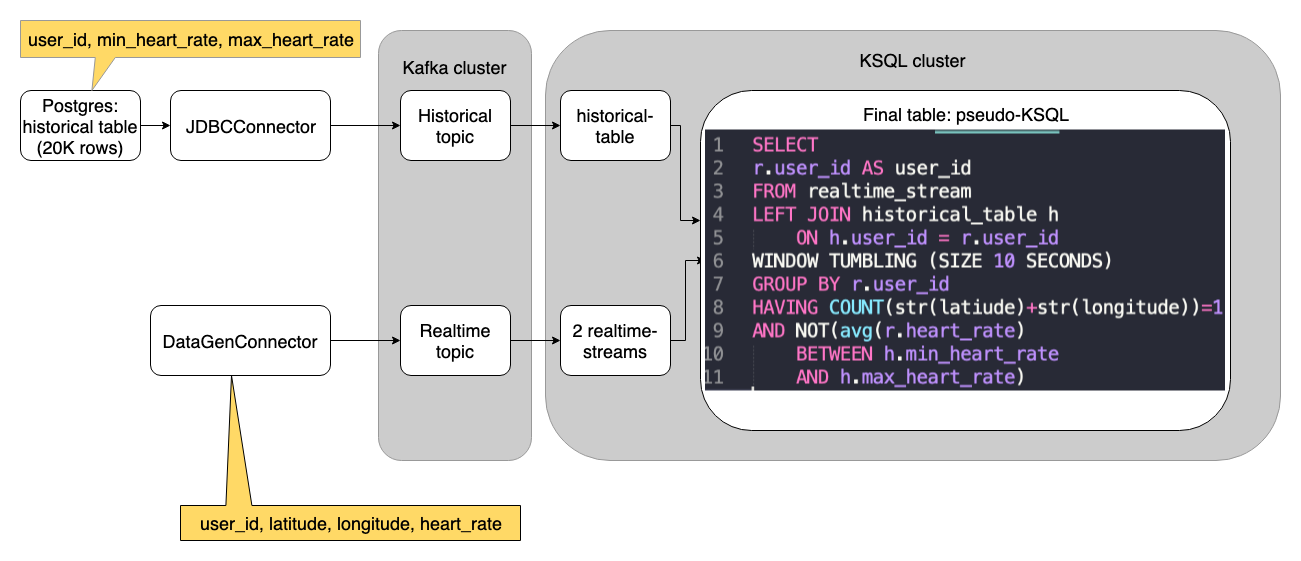 user_id, min_heart_rate, max_heart_rate
Postgres:
historical table
(20K rows)
JDBCConnector
Kafka cluster
Historical
topic
KSQL cluster
historical-
table
Final table: pseudo-KSQL
1 SELECT
2 r.user_id AS user_id
3 FROM realtime_stream
4 LEFT JOIN historical_table h
5 ON h.user_id = r.user_id
6 WINDOW TUMBLING (SIZE 10 SECONDS)
7 GROUP BY r.user_id
8 HAVING COUNT(str(latiude)+str(longitude))=1
9 AND NOT(avg(r.heart_rate)
10 BETWEEN h.min_heart_rate
11 AND h.max_heart_rate)
DataGenConnector
Realtime
topic
2 realtime-
streams
user_id, latitude, longitude, heart_rate